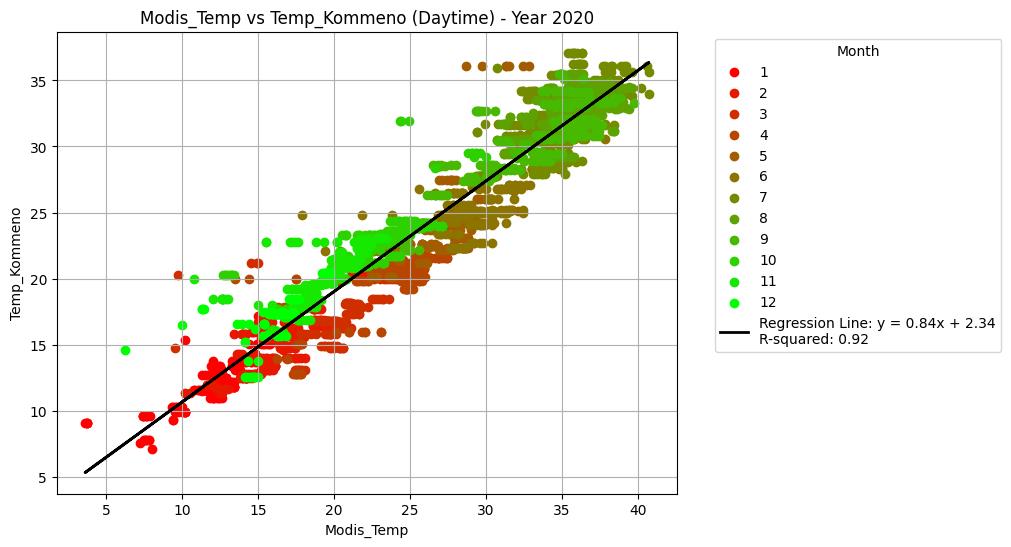 Modis_Temp vs Temp_Kommeno (Daytime) - Year 2020
Temp_Kommeno
35
30
25
20
15
10
5
5 10 15 20 25 30 35 40
Modis_Temp
Month
1
2
3
4
5
6
7
8
9
10
11
12
Regression Line: y = 0.84x + 2.34
R-squared: 0.92